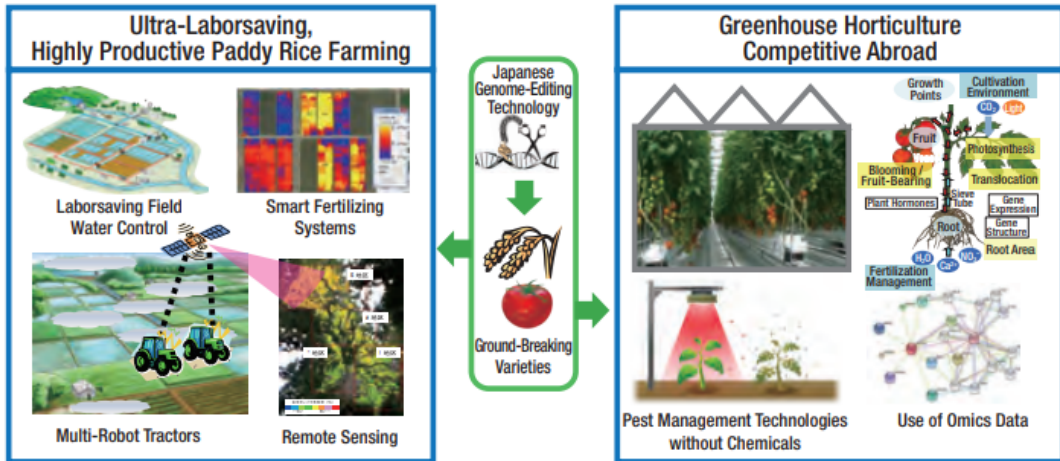 Ultra-Laborsaving,
Highly Productive Paddy Rice Farming
Laborsaving Field
Water Control
Smart Fertilizing
Systems
Multi-Robot Tractors
Remote Sensing
Japanese
Genome-Editing
Technology
Ground-Breaking
Varieties
Greenhouse Horticulture
Competitive Abroad
Growth
Points
Cultivation
Environment
CO₂
Light
Fruit
Photosynthesis
Blooming /
Fruit-Bearing
Translocation
Plant Hormones
Sieve
Tube
Gene
Expression
Gene
Structure
Root
Root Area
H₂O
Ca²⁺
NO₃⁻
Fertilization
Management
Pest Management Technologies
without Chemicals
Use of Omics Data